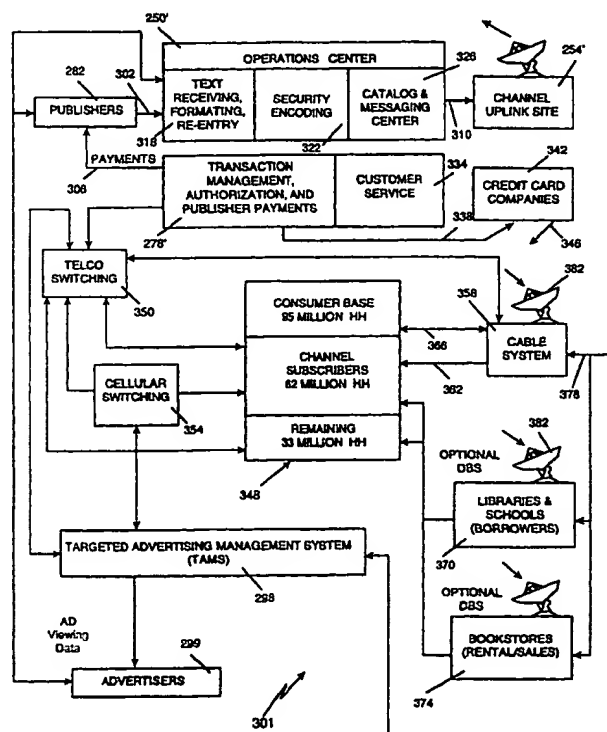 250'
OPERATIONS CENTER
326
254'
282
302
PUBLISHERS
TEXT
RECEIVING,
FORMATING,
RE-ENTRY
318
SECURITY
ENCODING
322
CATALOG &
MESSAGING
CENTER
310
CHANNEL
UPLINK SITE
PAYMENTS
306
TRANSACTION
MANAGEMENT,
AUTHORIZATION, AND
PUBLISHER PAYMENTS
278'
334
CUSTOMER
SERVICE
342
CREDIT CARD
COMPANIES
338
346
TELCO
SWITCHING
350
CONSUMER BASE
95 MILLION HH
358
382
366
CABLE
SYSTEM
CHANNEL
SUBSCRIBERS
62 MILLION HH
362
378
CELLULAR
SWITCHING
354
REMAINING
33 MILLION HH
348
OPTIONAL
DBS
382
LIBRARIES &
SCHOOLS
(BORROWERS)
370
TARGETED ADVERTISING MANAGEMENT SYSTEM
(TAMS)
298
OPTIONAL
DBS
BOOKSTORES
(RENTAL/SALES)
374
AD
Viewing
Data
299
ADVERTISERS
301